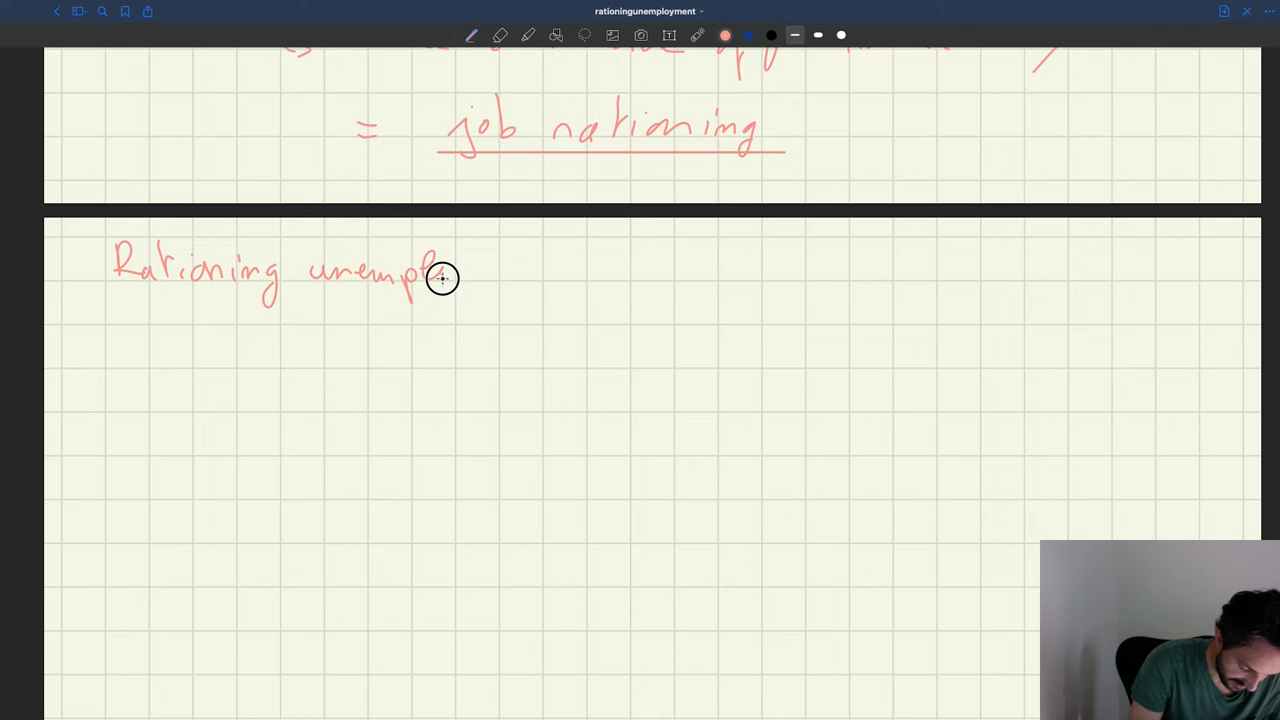 rationingunemployment
= job rationing
Rationing unempl